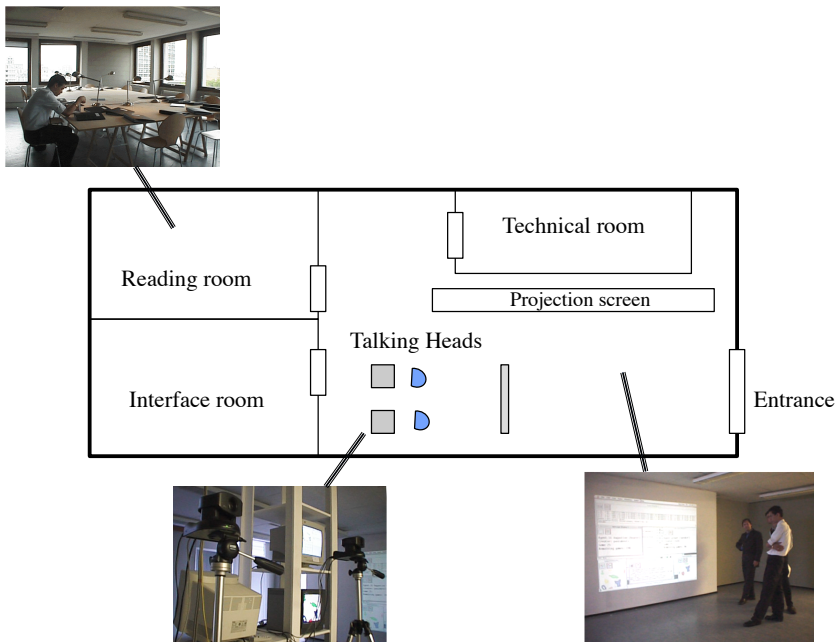 Technical room
Reading room
Projection screen
Talking Heads
Interface room
Entrance